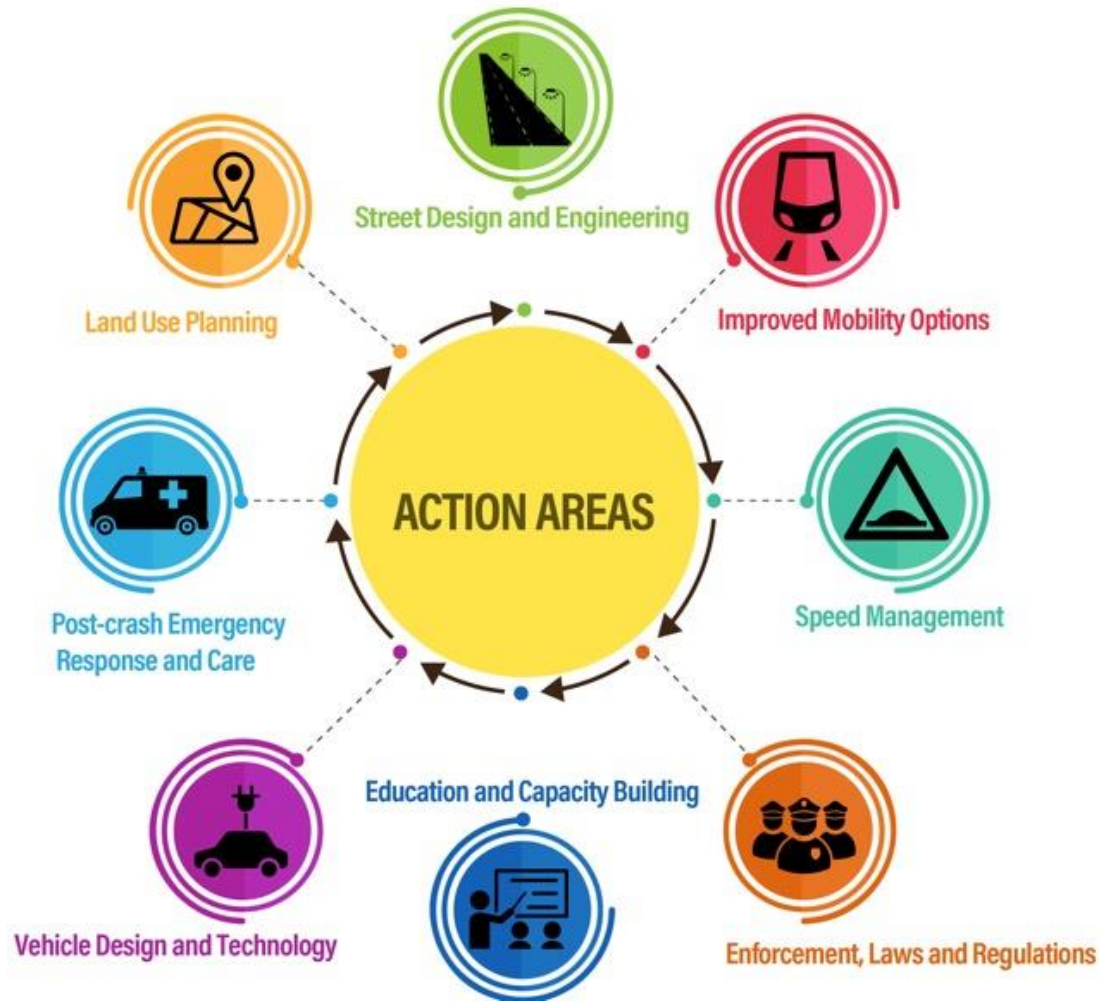 Street Design and Engineering
Land Use Planning
Improved Mobility Options
ACTION AREAS
Post-crash Emergency
Response and Care
Speed Management
Education and Capacity Building
Vehicle Design and Technology
Enforcement, Laws and Regulations